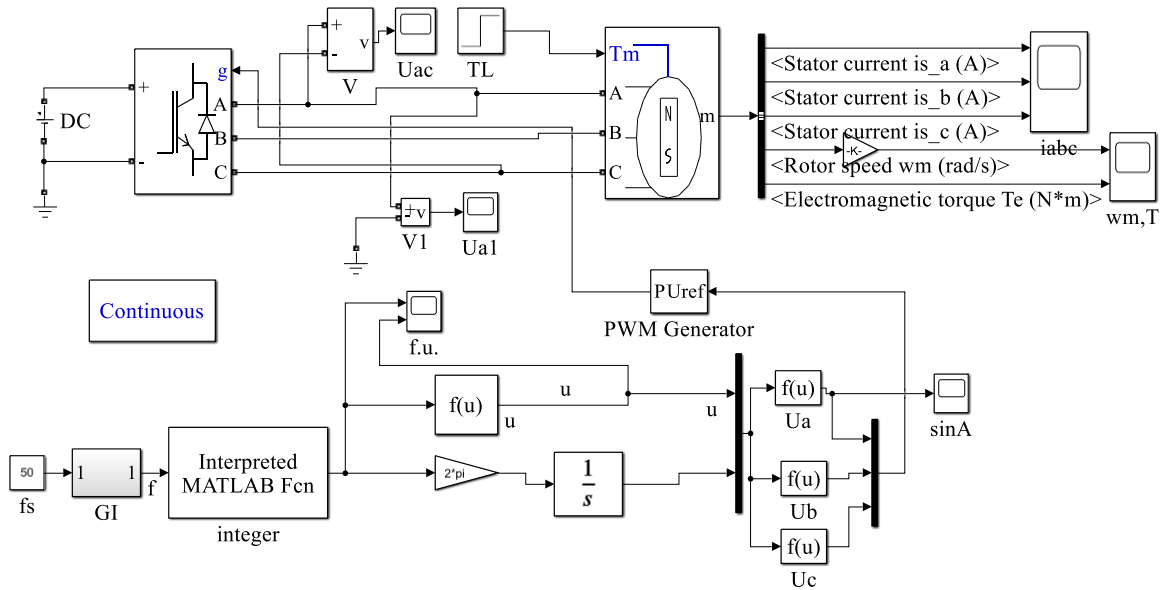 +
-
v
V
Uac
TL
Tm
g
+
-
DC
A
B
C
A
B
C
N
S
m
<Stator current is_a (A)>
<Stator current is_b (A)>
<Stator current is_c (A)>
iabc
-K-
<Rotor speed wm (rad/s)>
<Electromagnetic torque Te (N*m)>
wm,T
+
-
v
V1
Ua1
Continuous
PUref
PWM Generator
f.u.
f(u)
u
u
u
f(u)
Ua
sinA
50
fs
1
1
GI
f
Interpreted
MATLAB Fcn
integer
2*pi
1
s
f(u)
Ub
f(u)
Uc